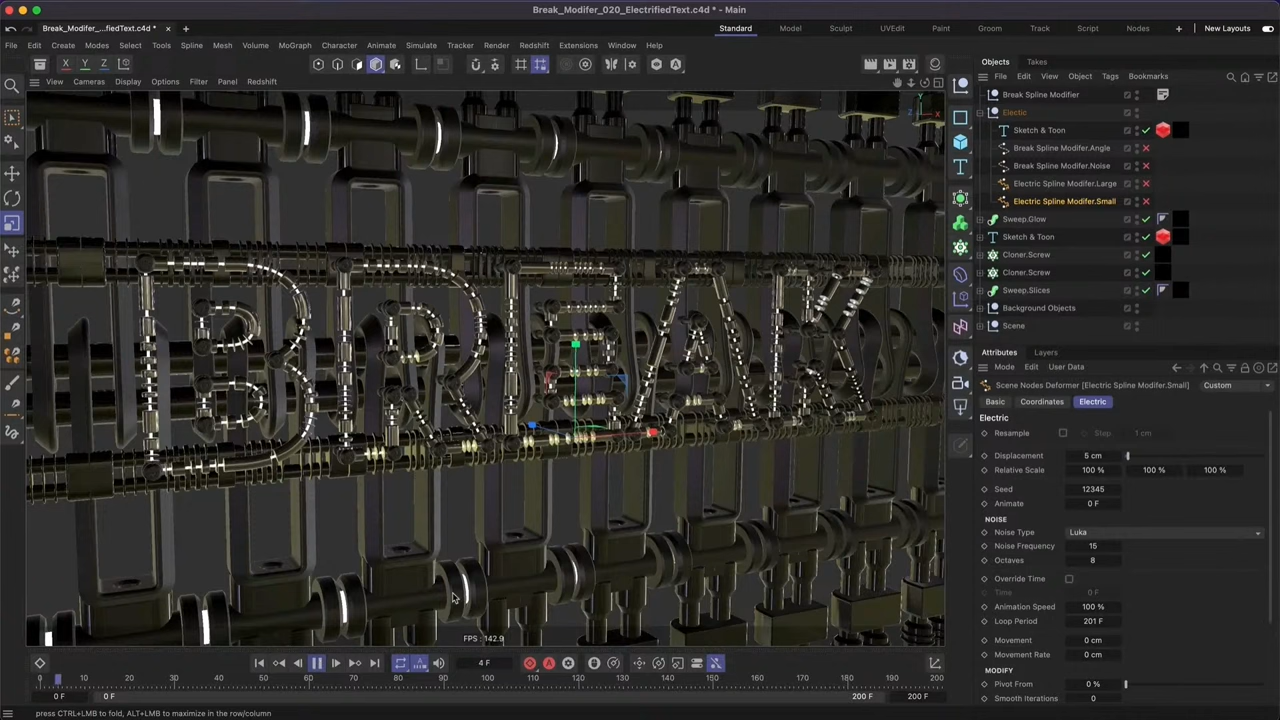 Break_Modifer_020_ElectrifiedText.c4d * - Main
Break_Modifer_...fiedText.c4d *
Standard Model Sculpt UVEdit Paint Groom Track Script Nodes New Layouts
File Edit Create Modes Select Tools Spline Mesh Volume MoGraph Character Animate Simulate Tracker Render Redshift Extensions Window Help
X Y Z
View Cameras Display Options Filter Panel Redshift
Objects Takes
File Edit View Object Tags Bookmarks
Break Spline Modifier
Electic
Sketch & Toon
Break Spline Modifer.Angle
Break Spline Modifer.Noise
Electric Spline Modifer.Large
Electric Spline Modifer.Small
Sweep.Glow
Sketch & Toon
Cloner.Screw
Cloner.Screw
Sweep.Slices
Background Objects
Scene
BREAK
Attributes Layers
Mode Edit User Data
Scene Nodes Deformer [Electric Spline Modifer.Small] Custom
Basic Coordinates Electric
Electric
Resample Step 1 cm
Displacement 5 cm
Relative Scale 100 % 100 % 100 %
Seed 12345
Animate 0 F
NOISE
Noise Type Luka
Noise Frequency 15
Octaves 8
Override Time
Time 0 F
Animation Speed 100 %
Loop Period 201 F
Movement 0 cm
Movement Rate 0 cm
MODIFY
Pivot From 0 %
Smooth Iterations 0
FPS : 142.9
4 F
0 10 20 30 40 50 60 70 80 90 100 110 120 130 140 150 160 170 180 190 200
0 F 0 F 200 F 200 F
press CTRL+LMB to fold, ALT+LMB to maximize in the row/column